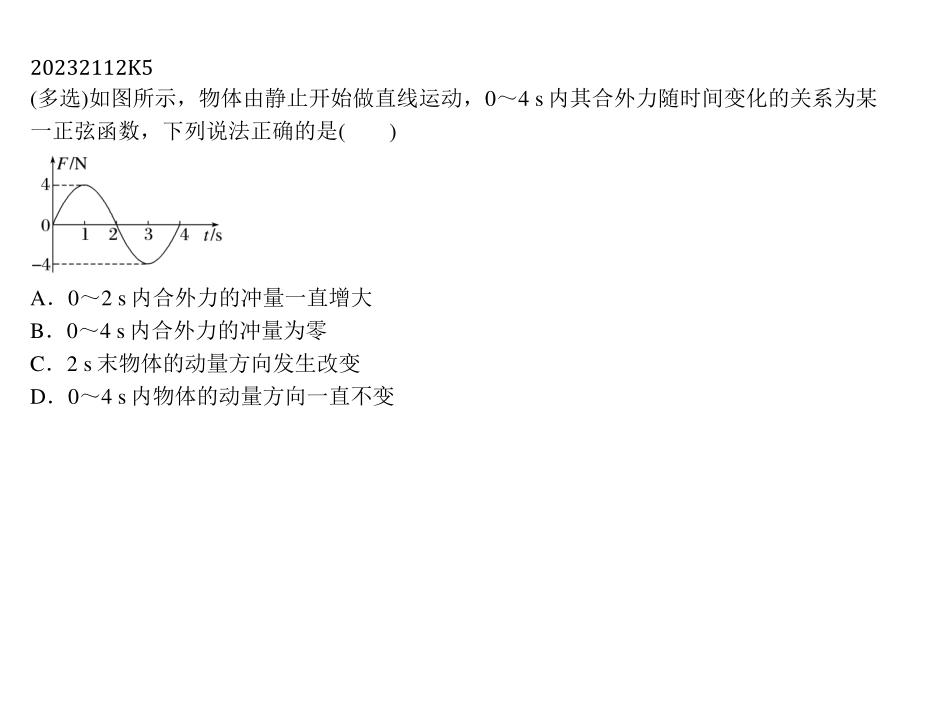 20232112K5
(多选)如图所示，物体由静止开始做直线运动，0～4 s 内其合外力随时间变化的关系为某
一正弦函数，下列说法正确的是(　　)
F/N
4
0
1 2 3 4 t/s
−4
A．0～2 s 内合外力的冲量一直增大
B．0～4 s 内合外力的冲量为零
C．2 s 末物体的动量方向发生改变
D．0～4 s 内物体的动量方向一直不变